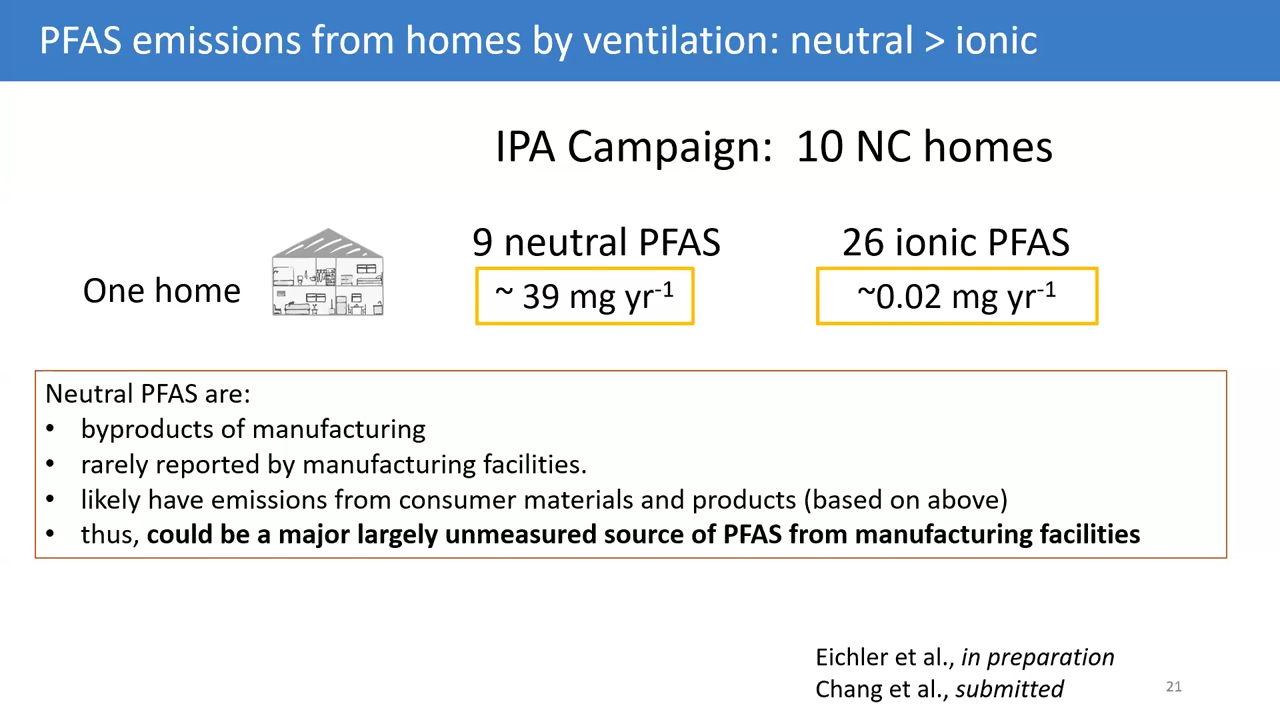 PFAS emissions from homes by ventilation: neutral > ionic
IPA Campaign: 10 NC homes
9 neutral PFAS
26 ionic PFAS
One home
~ 39 mg yr-1
~0.02 mg yr-1
Neutral PFAS are:
• byproducts of manufacturing
• rarely reported by manufacturing facilities.
• likely have emissions from consumer materials and products (based on above)
• thus, could be a major largely unmeasured source of PFAS from manufacturing facilities
Eichler et al., in preparation
Chang et al., submitted
21